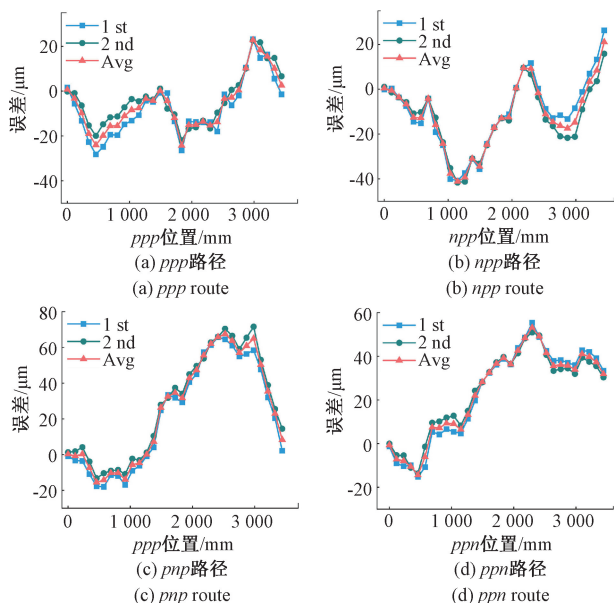 1 st
2 nd
Avg
误差/μm
20
0
-20
-40
0
1 000
2 000
3 000
ppp位置/mm
(a) ppp路径
(a) ppp route
1 st
2 nd
Avg
误差/μm
20
0
-20
-40
0
1 000
2 000
3 000
npp位置/mm
(b) npp路径
(b) npp route
1 st
2 nd
Avg
误差/μm
80
60
40
20
0
-20
0
1 000
2 000
3 000
ppp位置/mm
(c) pnp路径
(c) pnp route
1 st
2 nd
Avg
误差/μm
60
40
20
0
-20
0
1 000
2 000
3 000
ppn位置/mm
(d) ppn路径
(d) ppn route